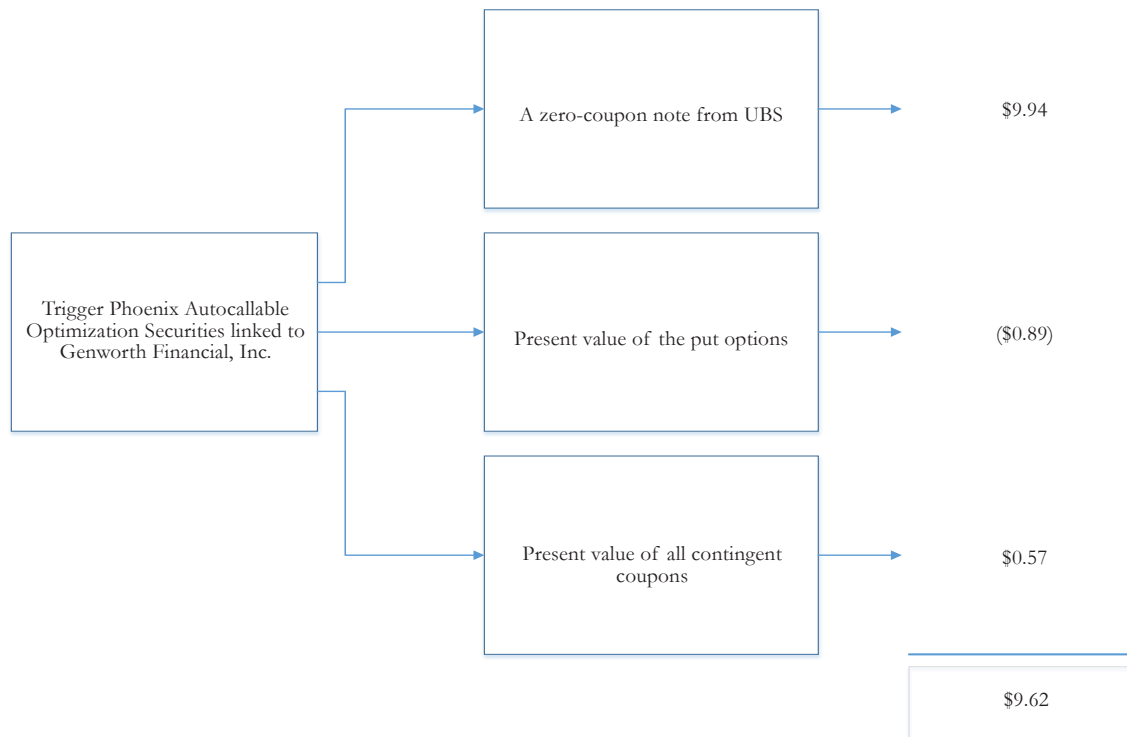 A zero-coupon note from UBS
$9.94
Trigger Phoenix Autocallable
Optimization Securities linked to
Genworth Financial, Inc.
Present value of the put options
($0.89)
Present value of all contingent
coupons
$0.57
$9.62